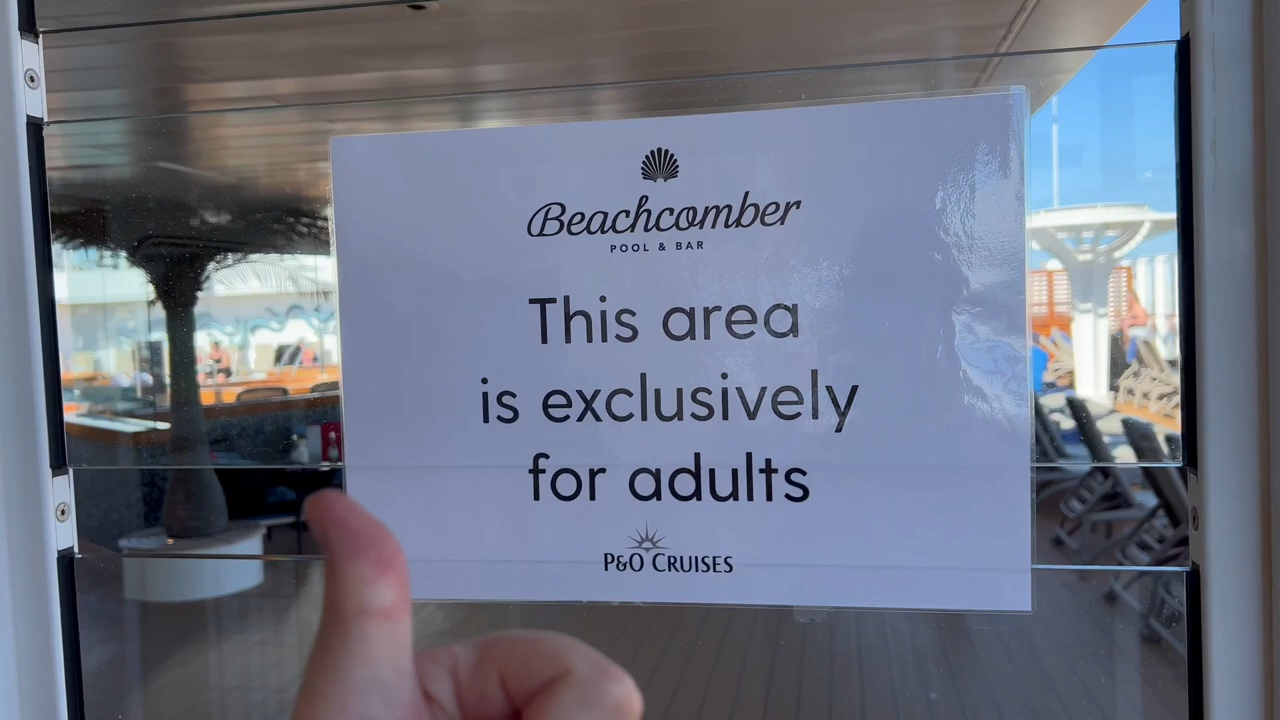 Beachcomber
POOL & BAR
This area
is exclusively
for adults
P&O CRUISES